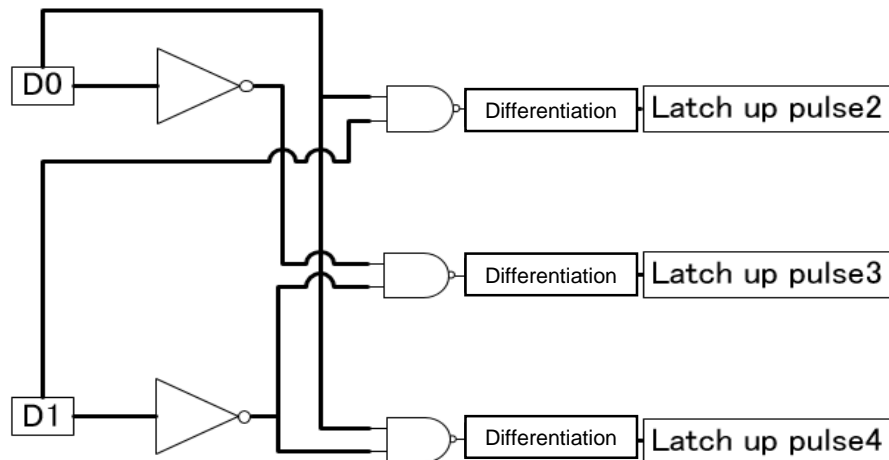 D0
Differentiation
Latch up pulse2
Differentiation
Latch up pulse3
D1
Differentiation
Latch up pulse4